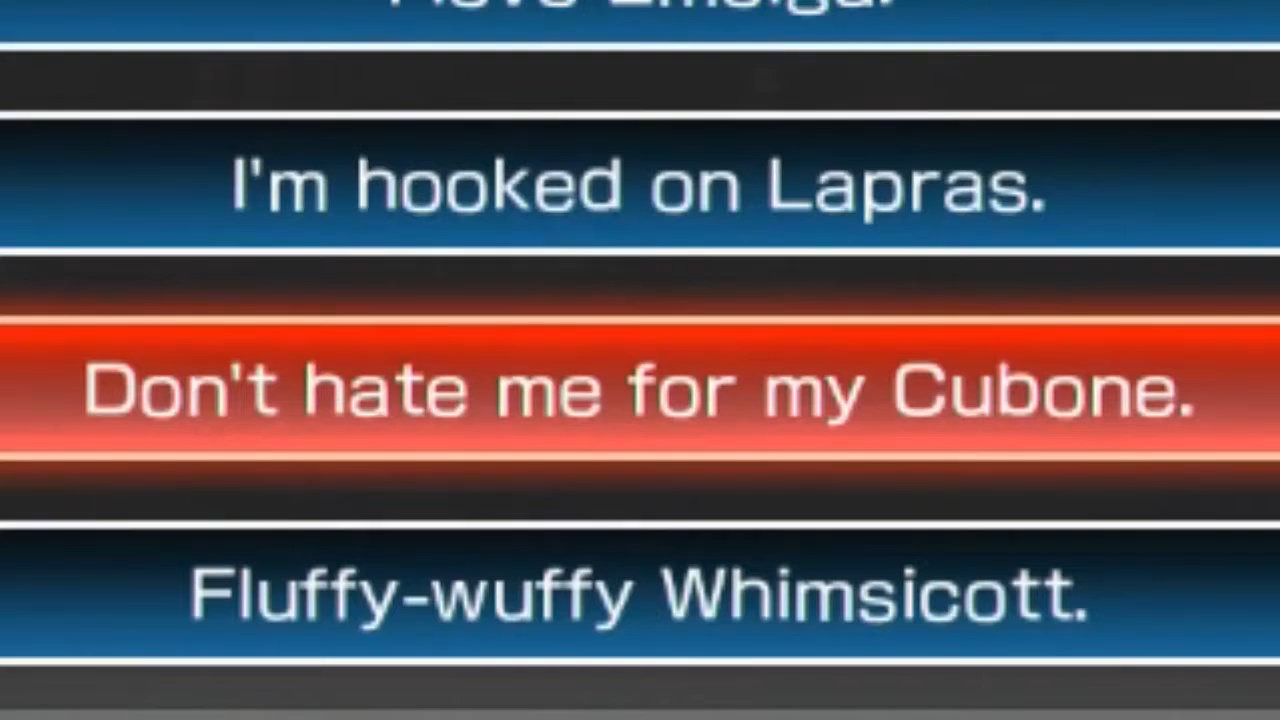 I'm hooked on Lapras.
Don't hate me for my Cubone.
Fluffy-wuffy Whimsicott.